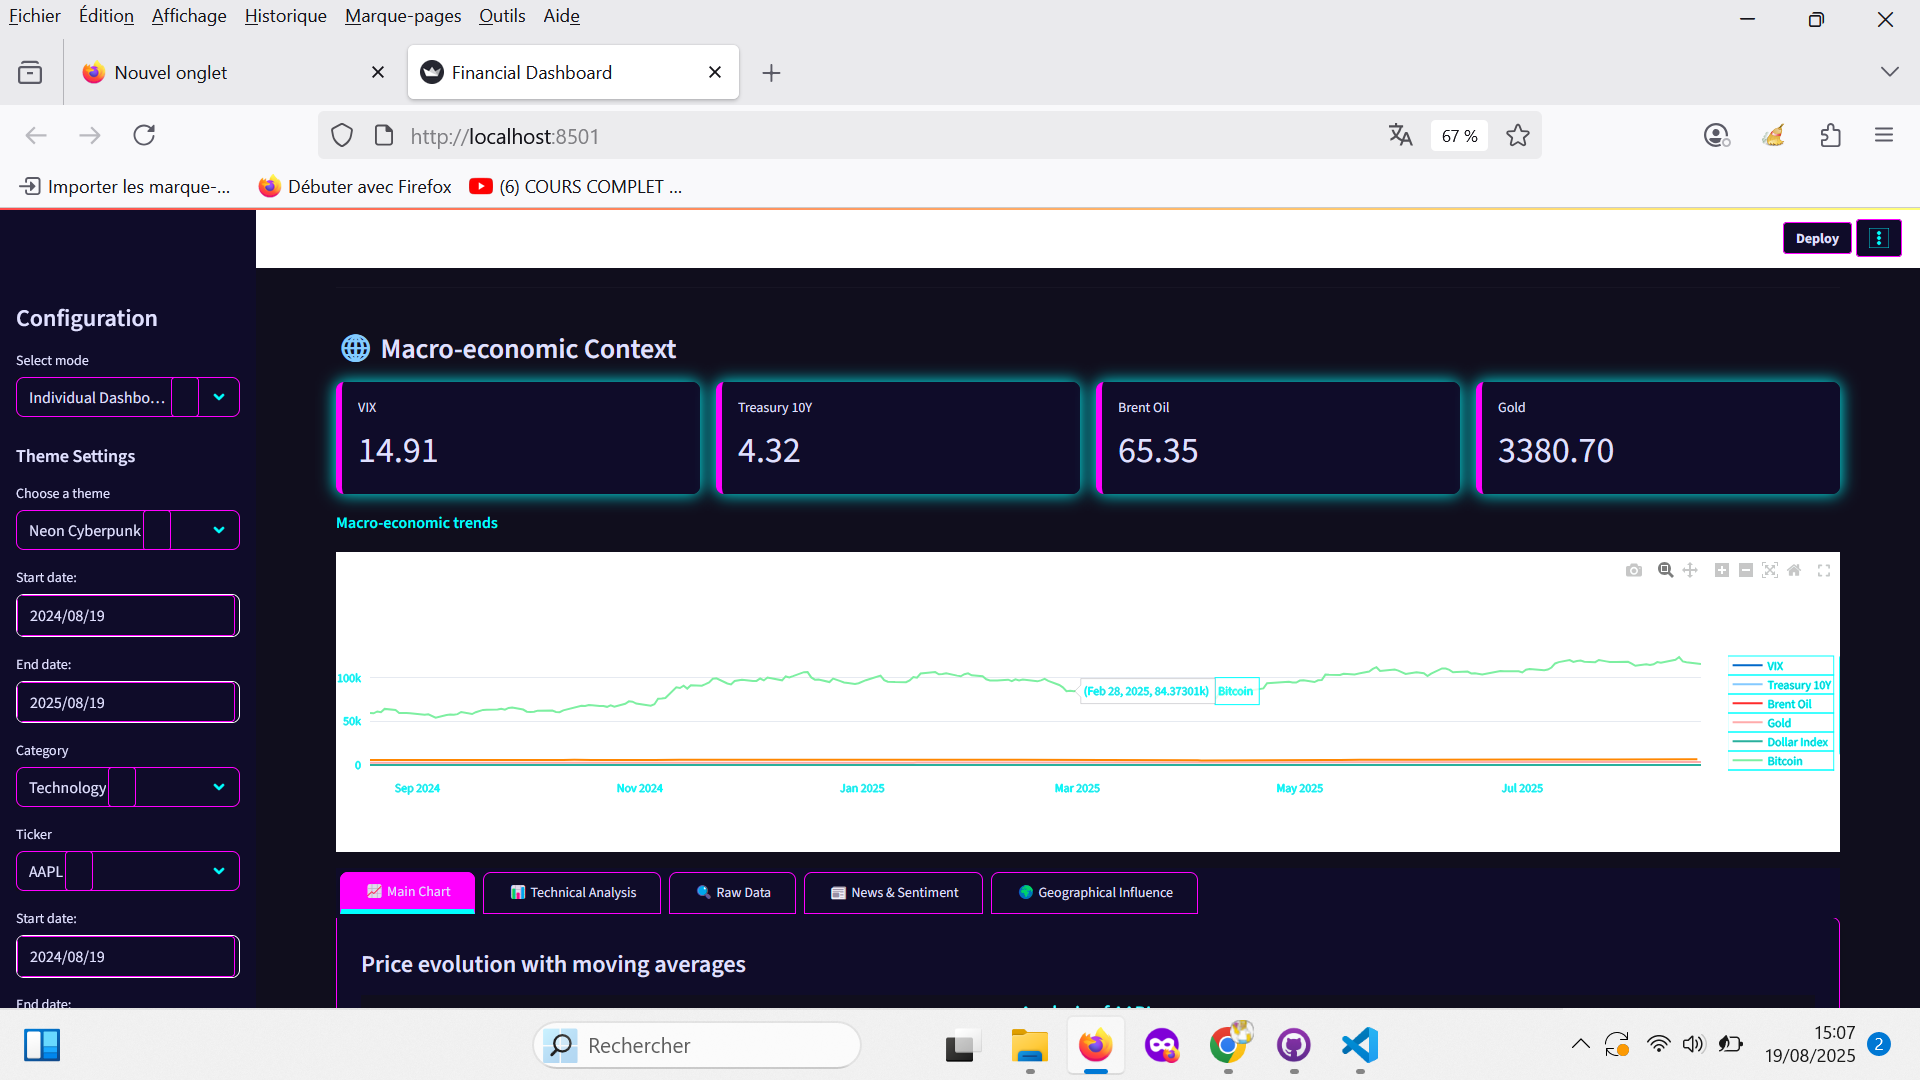 Fichier Édition Affichage Historique Marque-pages Outils Aide
Nouvel onglet
Financial Dashboard
http://localhost:8501
67 %
Importer les marque-...
Débuter avec Firefox
(6) COURS COMPLET ...
Deploy
Configuration
Select mode
Individual Dashbo...
Theme Settings
Choose a theme
Neon Cyberpunk
Start date:
2024/08/19
End date:
2025/08/19
Category
Technology
Ticker
AAPL
Start date:
2024/08/19
End date:
Macro-economic Context
VIX
14.91
Treasury 10Y
4.32
Brent Oil
65.35
Gold
3380.70
Macro-economic trends
100k
50k
0
(Feb 28, 2025, 84.37301k) Bitcoin
Sep 2024
Nov 2024
Jan 2025
Mar 2025
May 2025
Jul 2025
VIX
Treasury 10Y
Brent Oil
Gold
Dollar Index
Bitcoin
Main Chart
Technical Analysis
Raw Data
News & Sentiment
Geographical Influence
Price evolution with moving averages
Rechercher
15:07
19/08/2025
2